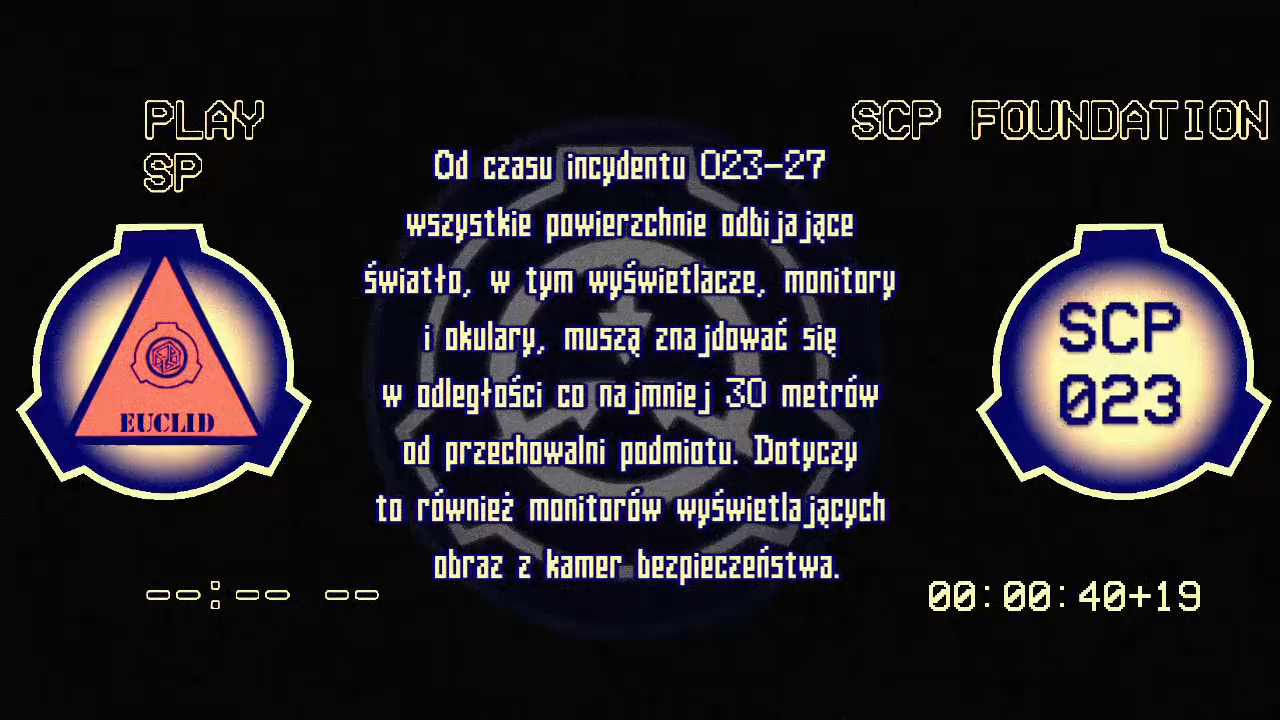 PLAY
SP
SCP FOUNDATION
Od czasu incydentu 023-27
wszystkie powierzchnie odbijające
światło, w tym wyświetlacze, monitory
i okulary, muszą znajdować się
w odległości co najmniej 30 metrów
od przechowalni podmiotu. Dotyczy
to również monitorów wyświetlających
obraz z kamer bezpieczeństwa.
EUCLID
SCP
023
--:-- --
00:00:40+19